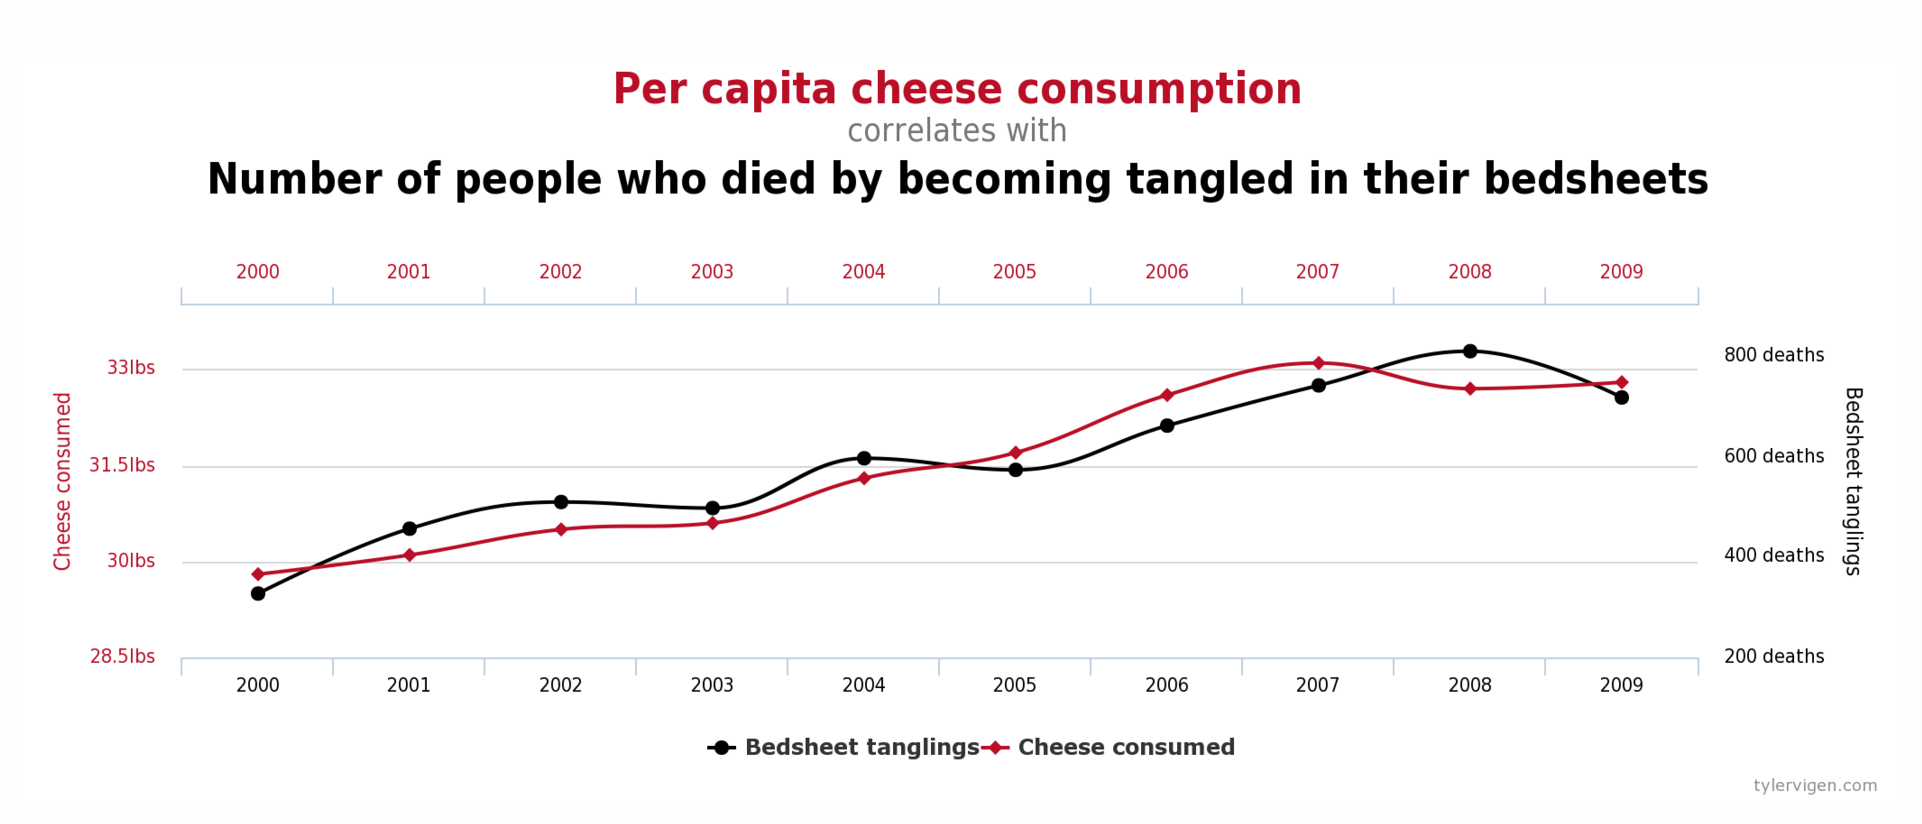 Per capita cheese consumption
correlates with
Number of people who died by becoming tangled in their bedsheets
2000 2001 2002 2003 2004 2005 2006 2007 2008 2009
Cheese consumed
33lbs
31.5lbs
30lbs
28.5lbs
800 deaths
600 deaths
400 deaths
200 deaths
Bedsheet tanglings
2000 2001 2002 2003 2004 2005 2006 2007 2008 2009
Bedsheet tanglings Cheese consumed
tylervigen.com